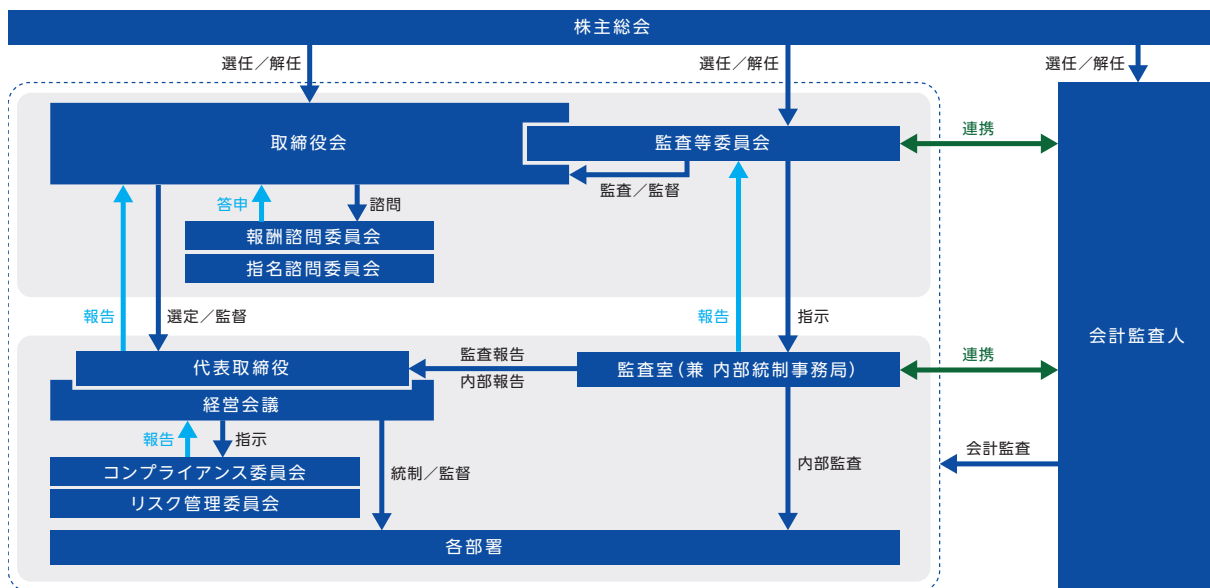 株主総会
選任／解任
選任／解任
選任／解任
取締役会
監査等委員会
連携
監査／監督
答申
諮問
報酬諮問委員会
指名諮問委員会
報告
選定／監督
報告
指示
会計監査人
代表取締役
監査報告
内部報告
監査室（兼 内部統制事務局）
連携
経営会議
報告
指示
コンプライアンス委員会
リスク管理委員会
統制／監督
内部監査
会計監査
各部署